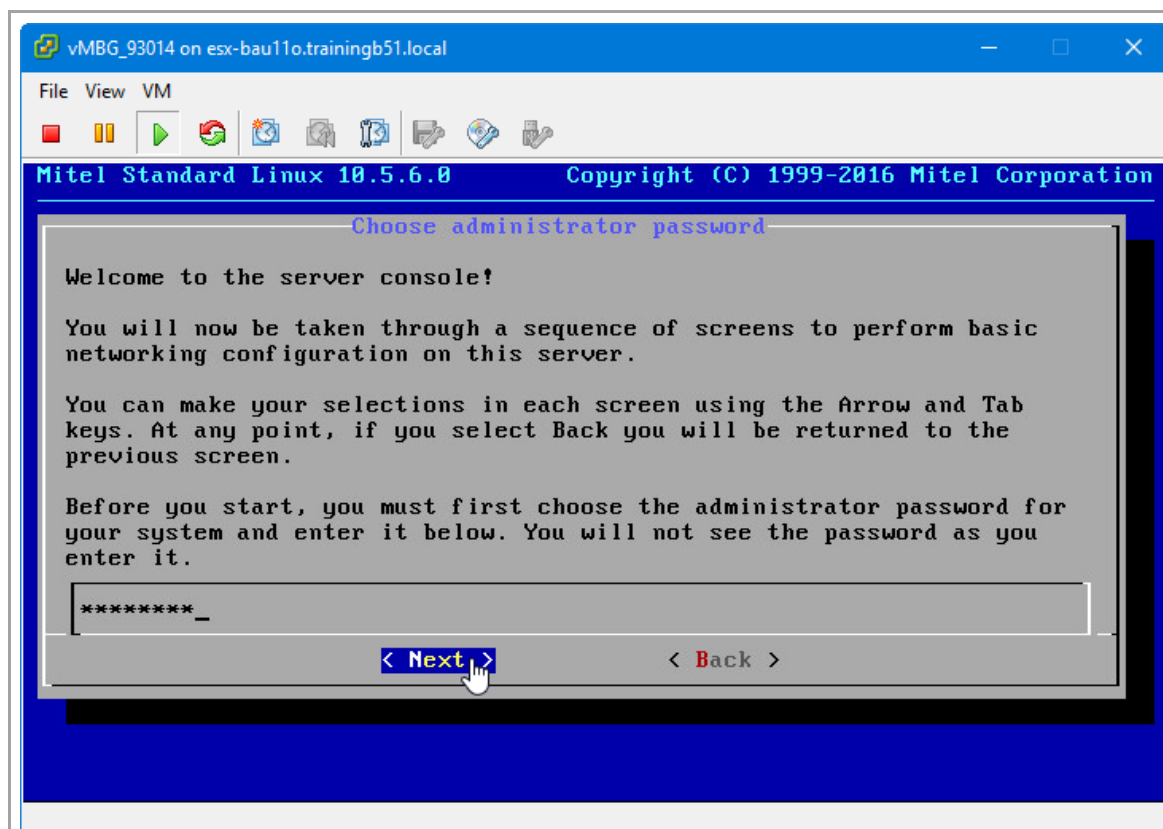 vMBG_93014 on esx-bau11o.trainingb51.local
File View VM
Mitel Standard Linux 10.5.6.0 Copyright (C) 1999-2016 Mitel Corporation
Choose administrator password
Welcome to the server console!
You will now be taken through a sequence of screens to perform basic
networking configuration on this server.
You can make your selections in each screen using the Arrow and Tab
keys. At any point, if you select Back you will be returned to the
previous screen.
Before you start, you must first choose the administrator password for
your system and enter it below. You will not see the password as you
enter it.
********_
< Next > < Back >